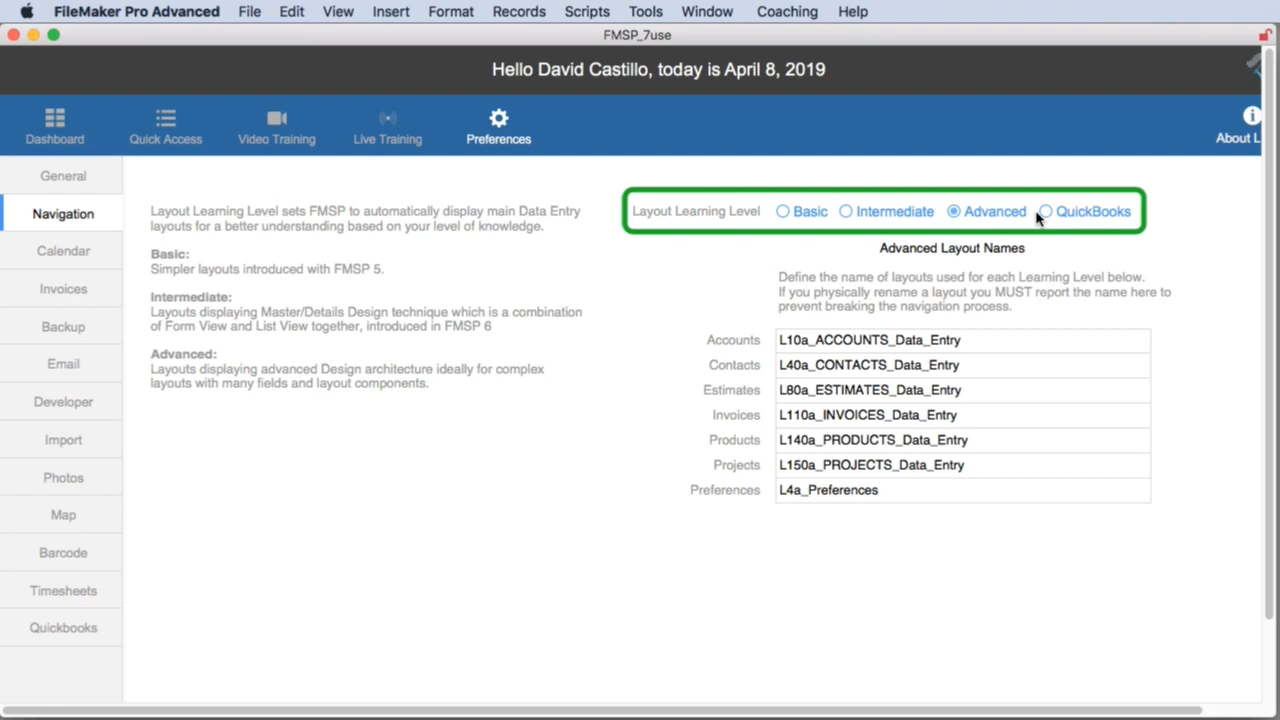 FileMaker Pro Advanced File Edit View Insert Format Records Scripts Tools Window Coaching Help
FMSP_7use
Hello David Castillo, today is April 8, 2019
Dashboard Quick Access Video Training Live Training Preferences About L
General
Navigation
Calendar
Invoices
Backup
Email
Developer
Import
Photos
Map
Barcode
Timesheets
Quickbooks
Layout Learning Level sets FMSP to automatically display main Data Entry
layouts for a better understanding based on your level of knowledge.
Basic:
Simpler layouts introduced with FMSP 5.
Intermediate:
Layouts displaying Master/Details Design technique which is a combination
of Form View and List View together, introduced in FMSP 6
Advanced:
Layouts displaying advanced Design architecture ideally for complex
layouts with many fields and layout components.
Layout Learning Level Basic Intermediate Advanced QuickBooks
Advanced Layout Names
Define the name of layouts used for each Learning Level below.
If you physically rename a layout you MUST report the name here to
prevent breaking the navigation process.
Accounts L10a_ACCOUNTS_Data_Entry
Contacts L40a_CONTACTS_Data_Entry
Estimates L80a_ESTIMATES_Data_Entry
Invoices L110a_INVOICES_Data_Entry
Products L140a_PRODUCTS_Data_Entry
Projects L150a_PROJECTS_Data_Entry
Preferences L4a_Preferences